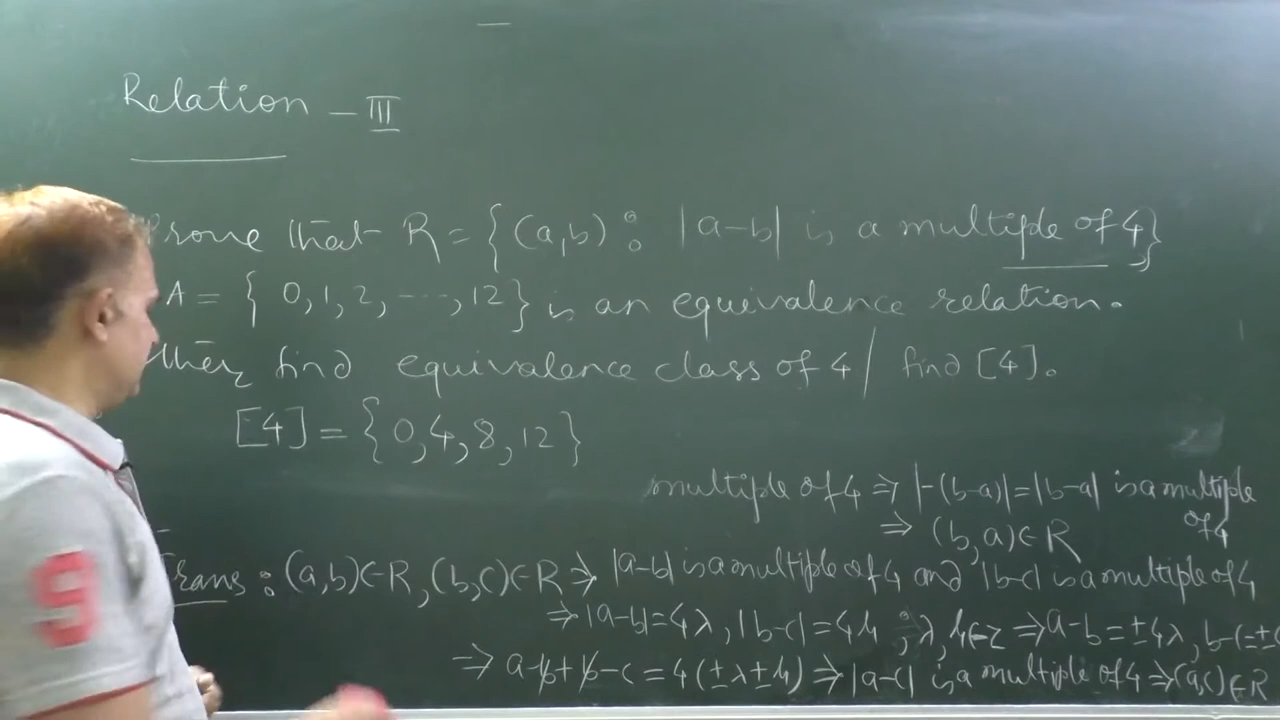 Relation - III
Prove that R = {(a,b) : |a-b| is a multiple of 4}
A = { 0, 1, 2, ..., 12} is an equivalence relation.
then find equivalence class of 4 / find [4].
[4] = {0, 4, 8, 12}
multiple of 4 ⇒ |-(b-a)| = |b-a| is a multiple of 4
⇒ (b, a) ∈ R
Trans : (a,b) ∈ R, (b,c) ∈ R ⇒ |a-b| is a multiple of 4 and |b-c| is a multiple of 4
⇒ |a-b| = 4λ, |b-c| = 4μ ; λ, μ ∈ z ⇒ a-b = ±4λ, b-c = ±
⇒ a-b+b-c = 4(±λ±μ) ⇒ |a-c| is a multiple of 4 ⇒ (a,c) ∈ R
9